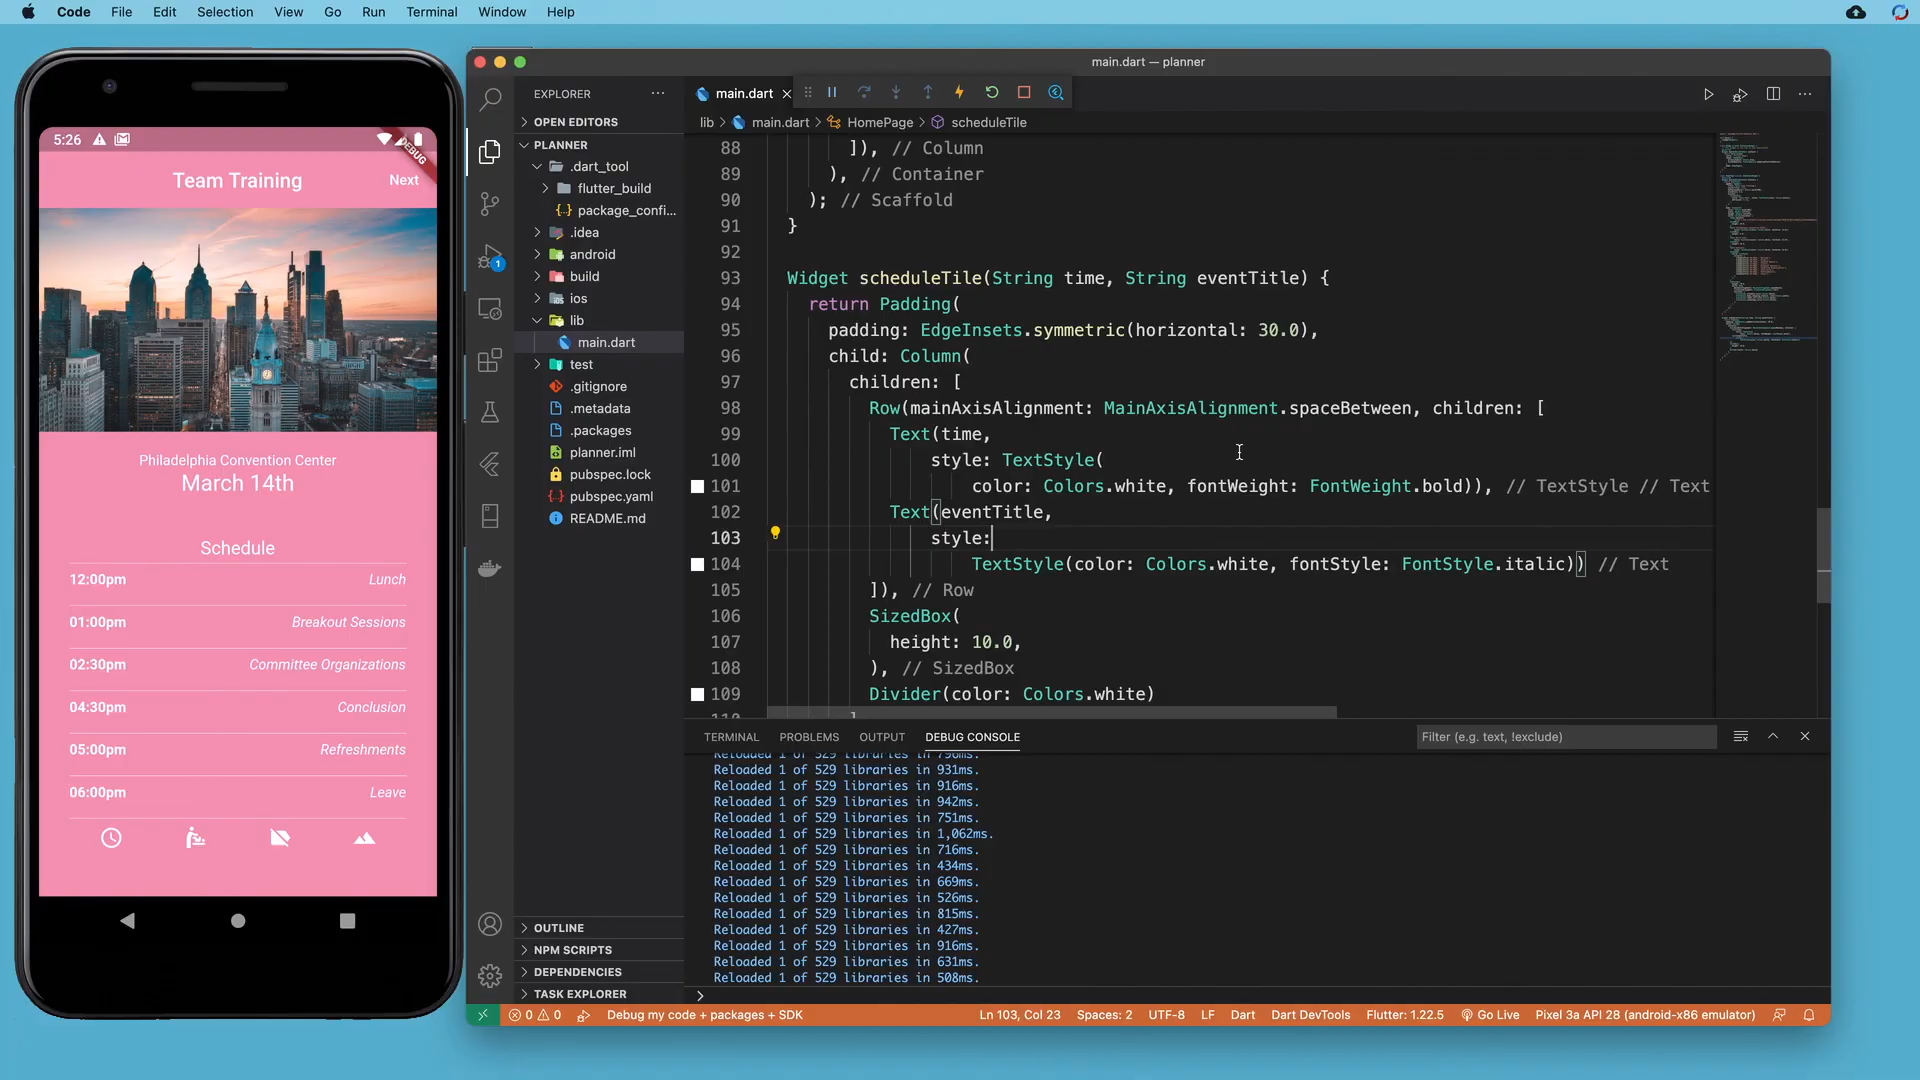 Code File Edit Selection View Go Run Terminal Window Help
5:26
DEBUG
Team Training
Next
Philadelphia Convention Center
March 14th
Schedule
12:00pm Lunch
01:00pm Breakout Sessions
02:30pm Committee Organizations
04:30pm Conclusion
05:00pm Refreshments
06:00pm Leave
main.dart — planner
EXPLORER
OPEN EDITORS
PLANNER
.dart_tool
flutter_build
package_confi...
.idea
android
build
ios
lib
main.dart
test
.gitignore
.metadata
.packages
planner.iml
pubspec.lock
pubspec.yaml
README.md
OUTLINE
NPM SCRIPTS
DEPENDENCIES
TASK EXPLORER
1
main.dart
lib > main.dart > HomePage > scheduleTile
88 ]), // Column
89 ), // Container
90 ); // Scaffold
91 }
92
93 Widget scheduleTile(String time, String eventTitle) {
94 return Padding(
95 padding: EdgeInsets.symmetric(horizontal: 30.0),
96 child: Column(
97 children: [
98 Row(mainAxisAlignment: MainAxisAlignment.spaceBetween, children: [
99 Text(time,
100 style: TextStyle(
101 color: Colors.white, fontWeight: FontWeight.bold)), // TextStyle // Text
102 Text(eventTitle,
103 style:
104 TextStyle(color: Colors.white, fontStyle: FontStyle.italic)) // Text
105 ]), // Row
106 SizedBox(
107 height: 10.0,
108 ), // SizedBox
109 Divider(color: Colors.white)
110 ]
TERMINAL PROBLEMS OUTPUT DEBUG CONSOLE
Filter (e.g. text, !exclude)
Reloaded 1 of 529 libraries in 796ms.
Reloaded 1 of 529 libraries in 931ms.
Reloaded 1 of 529 libraries in 916ms.
Reloaded 1 of 529 libraries in 942ms.
Reloaded 1 of 529 libraries in 751ms.
Reloaded 1 of 529 libraries in 1,062ms.
Reloaded 1 of 529 libraries in 716ms.
Reloaded 1 of 529 libraries in 434ms.
Reloaded 1 of 529 libraries in 669ms.
Reloaded 1 of 529 libraries in 526ms.
Reloaded 1 of 529 libraries in 815ms.
Reloaded 1 of 529 libraries in 427ms.
Reloaded 1 of 529 libraries in 916ms.
Reloaded 1 of 529 libraries in 631ms.
Reloaded 1 of 529 libraries in 508ms.
>
0 0 Debug my code + packages + SDK Ln 103, Col 23 Spaces: 2 UTF-8 LF Dart Dart DevTools Flutter: 1.22.5 Go Live Pixel 3a API 28 (android-x86 emulator)